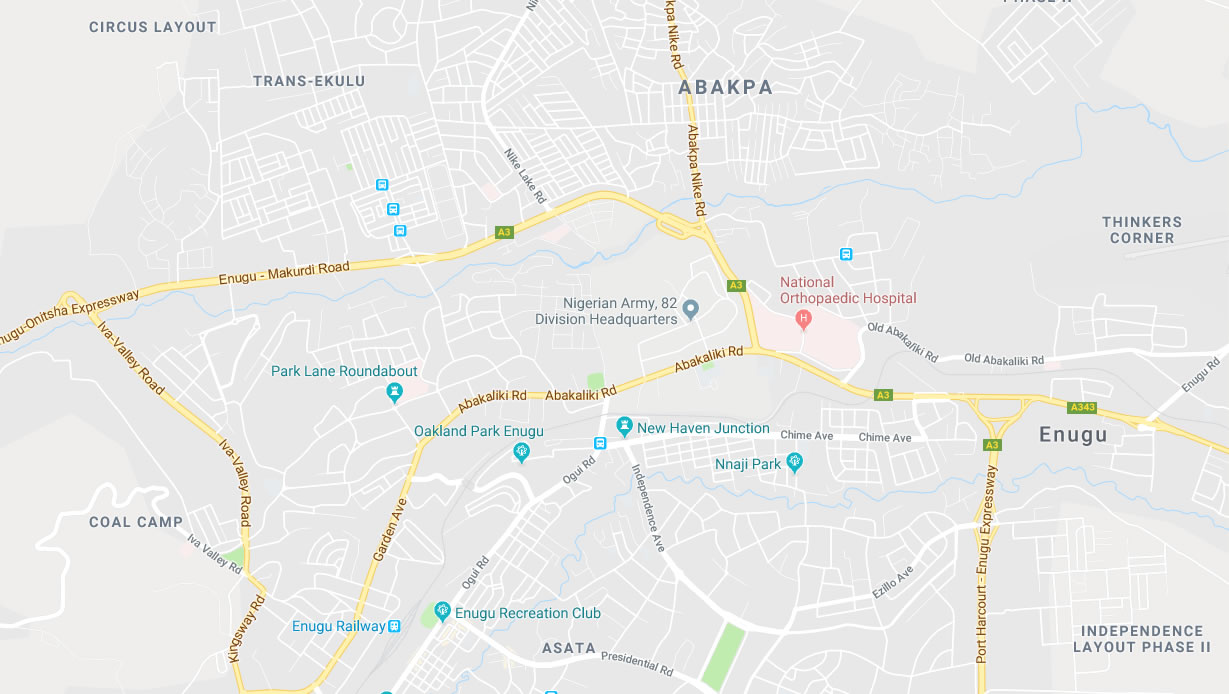 PHASE II
CIRCUS LAYOUT
TRANS-EKULU
Abakpa Nike Rd
ABAKPA
Abakpa Nike Rd
Nike Lake Rd
THINKERS
CORNER
A3
Enugu - Makurdi Road
Enugu-Onitsha Expressway
A3
National
Orthopaedic Hospital
H
Nigerian Army, 82
Division Headquarters
Iva-Valley Road
Old Abakaliki Rd
Old Abakaliki Rd
Abakaliki Rd
Park Lane Roundabout
Enugu Rd
Abakaliki Rd
Abakaliki Rd
A3
A343
Oakland Park Enugu
New Haven Junction
Chime Ave
Chime Ave
Enugu
A3
Iva-Valley Road
Ogui Rd
Nnaji Park
Independence Ave
COAL CAMP
Garden Ave
Port Harcourt - Enugu Expressway
Iva Valley Rd
Ogui Rd
Ezillo Ave
Kingsway Rd
Enugu Recreation Club
Enugu Railway
ASATA
Presidential Rd
INDEPENDENCE
LAYOUT PHASE II